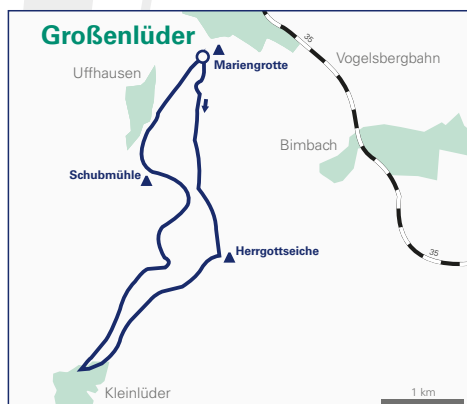 Großenlüder
35
Mariengrotte
Vogelsbergbahn
Uffhausen
Bimbach
Schubmühle
Herrgottseiche
35
Kleinlüder
1 km